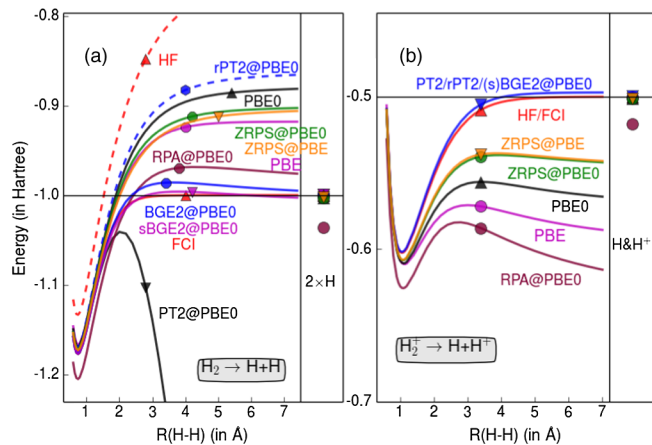 -0.8
-0.9
-1.0
-1.1
-1.2
Energy (in Hartree)
(a)
HF
rPT2@PBE0
PBE0
ZRPS@PBE0
ZRPS@PBE
PBE
RPA@PBE0
BGE2@PBE0
sBGE2@PBE0
FCI
PT2@PBE0
H₂ → H+H
2×H
1 2 3 4 5 6 7
R(H-H) (in Å)
(b)
-0.5
-0.6
-0.7
PT2/rPT2/(s)BGE2@PBE0
HF/FCI
ZRPS@PBE
ZRPS@PBE0
PBE0
PBE
RPA@PBE0
H₂⁺ → H+H⁺
H&H⁺
1 2 3 4 5 6 7
R(H-H) (in Å)